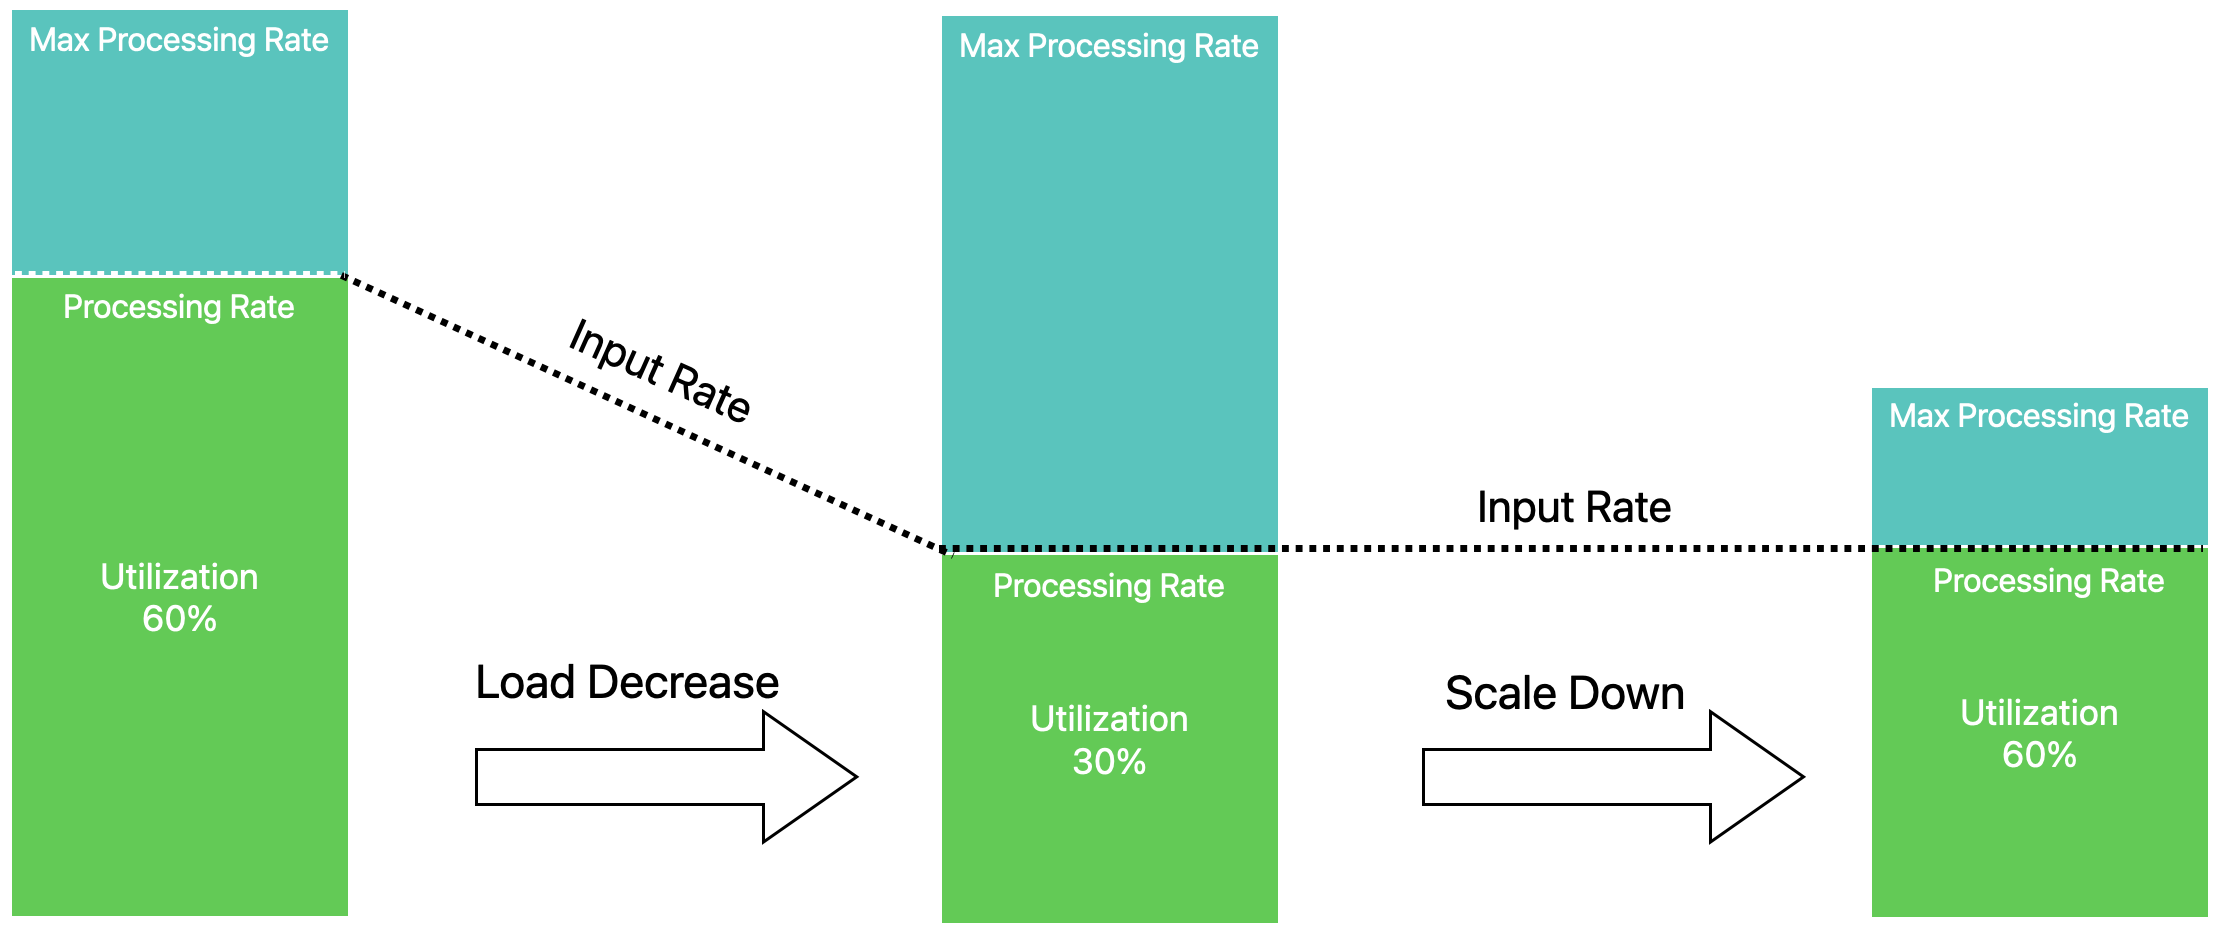 Max Processing Rate
Processing Rate
Utilization
60%
Input Rate
Load Decrease
Max Processing Rate
Processing Rate
Utilization
30%
Input Rate
Scale Down
Max Processing Rate
Processing Rate
Utilization
60%